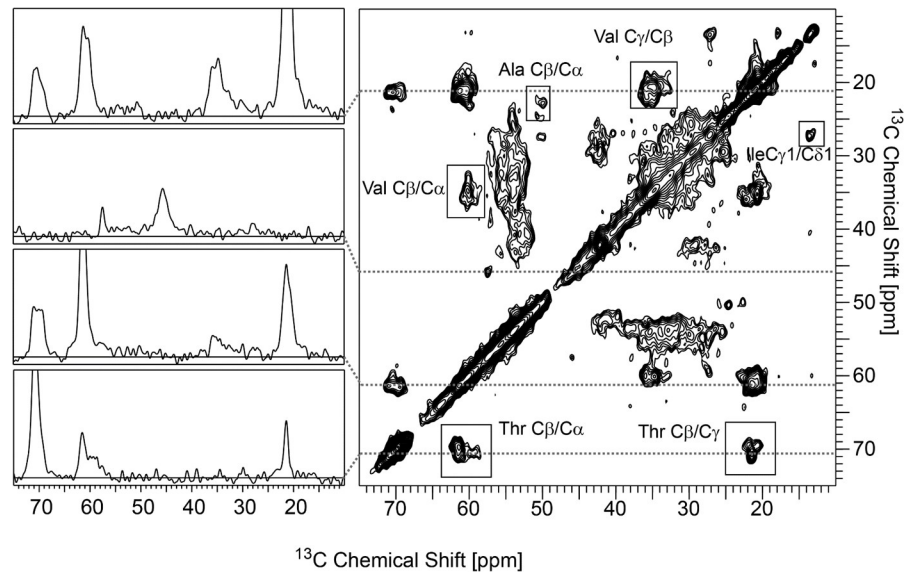 Val Cγ/Cβ
Ala Cβ/Cα
20
IleCγ1/Cδ1
30
Val Cβ/Cα
40
50
60
Thr Cβ/Cα
Thr Cβ/Cγ
70
¹³C Chemical Shift [ppm]
70 60 50 40 30 20
70 60 50 40 30 20
¹³C Chemical Shift [ppm]